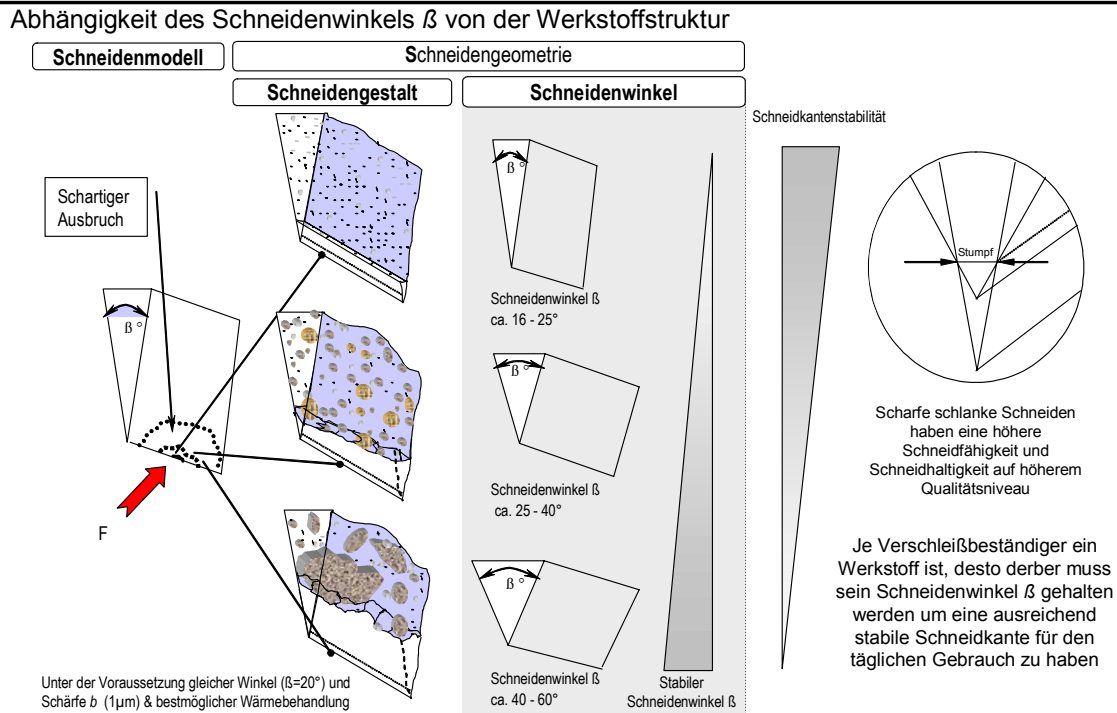 Abhängigkeit des Schneidenwinkels ß von der Werkstoffstruktur
Schneidenmodell
Schneidengeometrie
Schneidengestalt
Schneidenwinkel
Schartiger
Ausbruch
ß °
F
Unter der Voraussetzung gleicher Winkel (ß=20°) und
Schärfe b (1µm) & bestmöglicher Wärmebehandlung
ß °
Schneidenwinkel ß
ca. 16 - 25°
ß °
Schneidenwinkel ß
ca. 25 - 40°
ß °
Schneidenwinkel ß
ca. 40 - 60°
Stabiler
Schneidenwinkel ß
Schneidkantenstabilität
Stumpf
Scharfe schlanke Schneiden
haben eine höhere
Schneidfähigkeit und
Schneidhaltigkeit auf höherem
Qualitätsniveau
Je Verschleißbeständiger ein
Werkstoff ist, desto derber muss
sein Schneidenwinkel ß gehalten
werden um eine ausreichend
stabile Schneidkante für den
täglichen Gebrauch zu haben